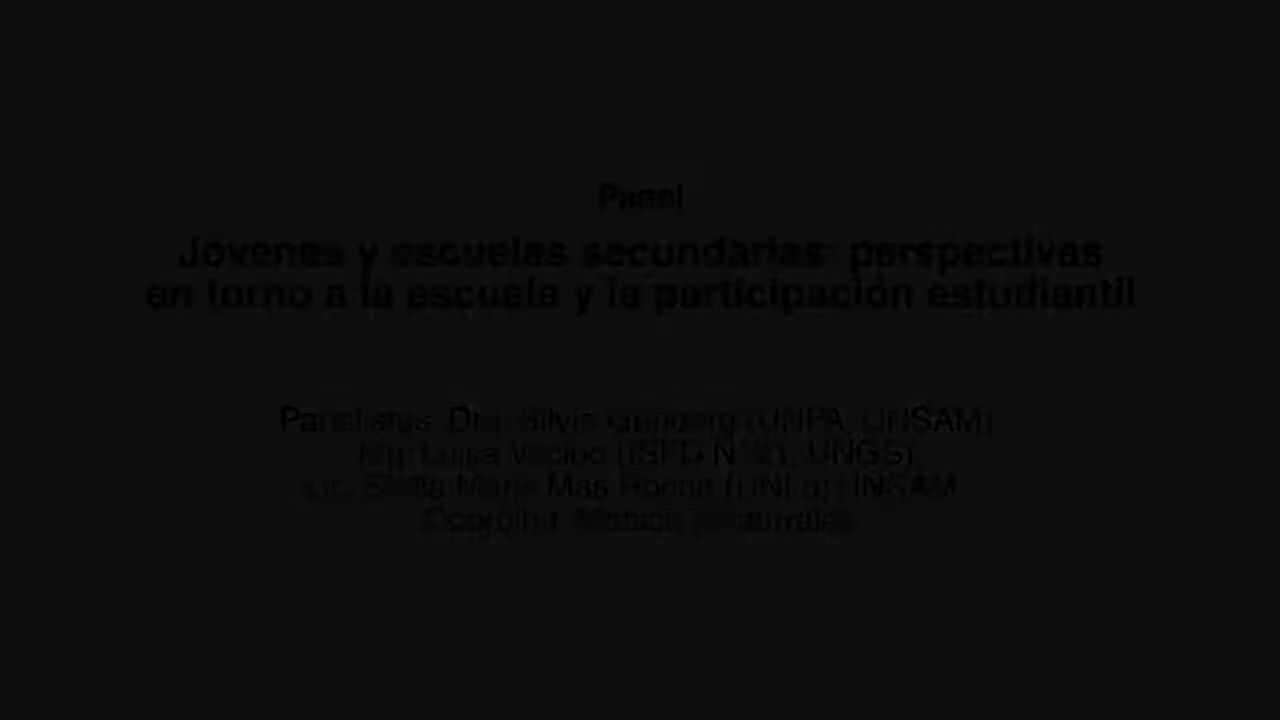 Panel
Jóvenes y escuelas secundarias: perspectivas
en torno a la escuela y la participación estudiantil
Panelistas: Dra. Silvia Grinberg (UNPA, UNSAM)
Mg. Luisa Vecino (ISFD N°21, UNGS)
Lic. Stella Maris Mas Rocha (UNLu, UNSAM)
Coordina: Mónica